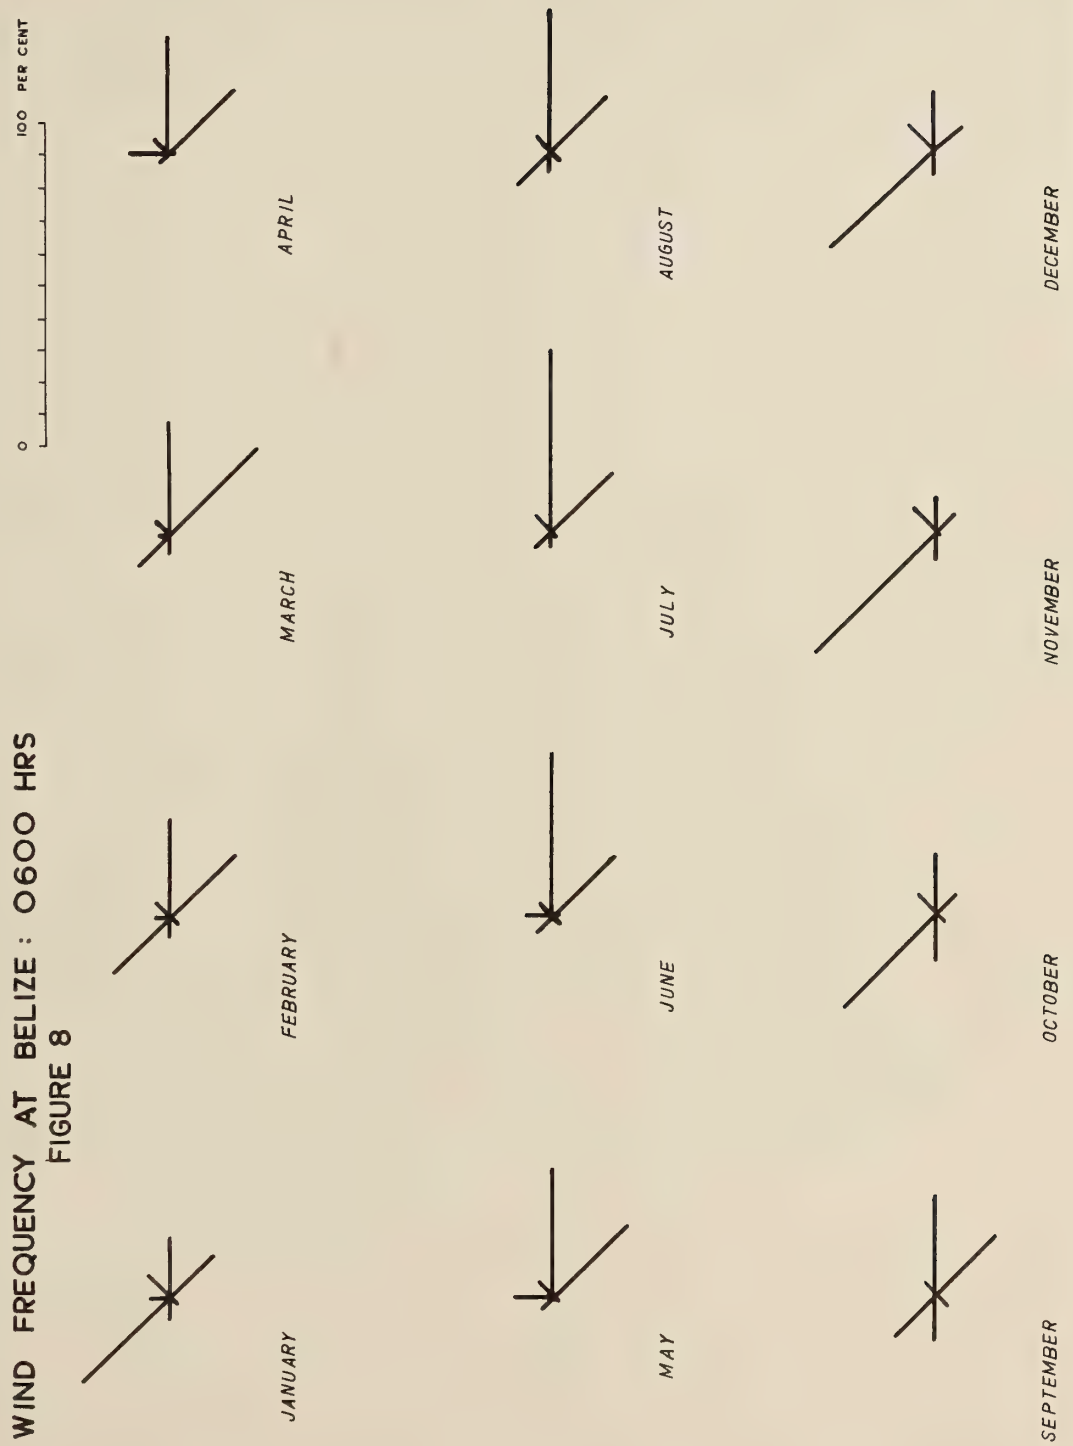 WIND FREQUENCY AT BELIZE : 0600 HRS
FIGURE 8
0 100 PER CENT
JANUARY
FEBRUARY
MARCH
APRIL
MAY
JUNE
JULY
AUGUST
SEPTEMBER
OCTOBER
NOVEMBER
DECEMBER